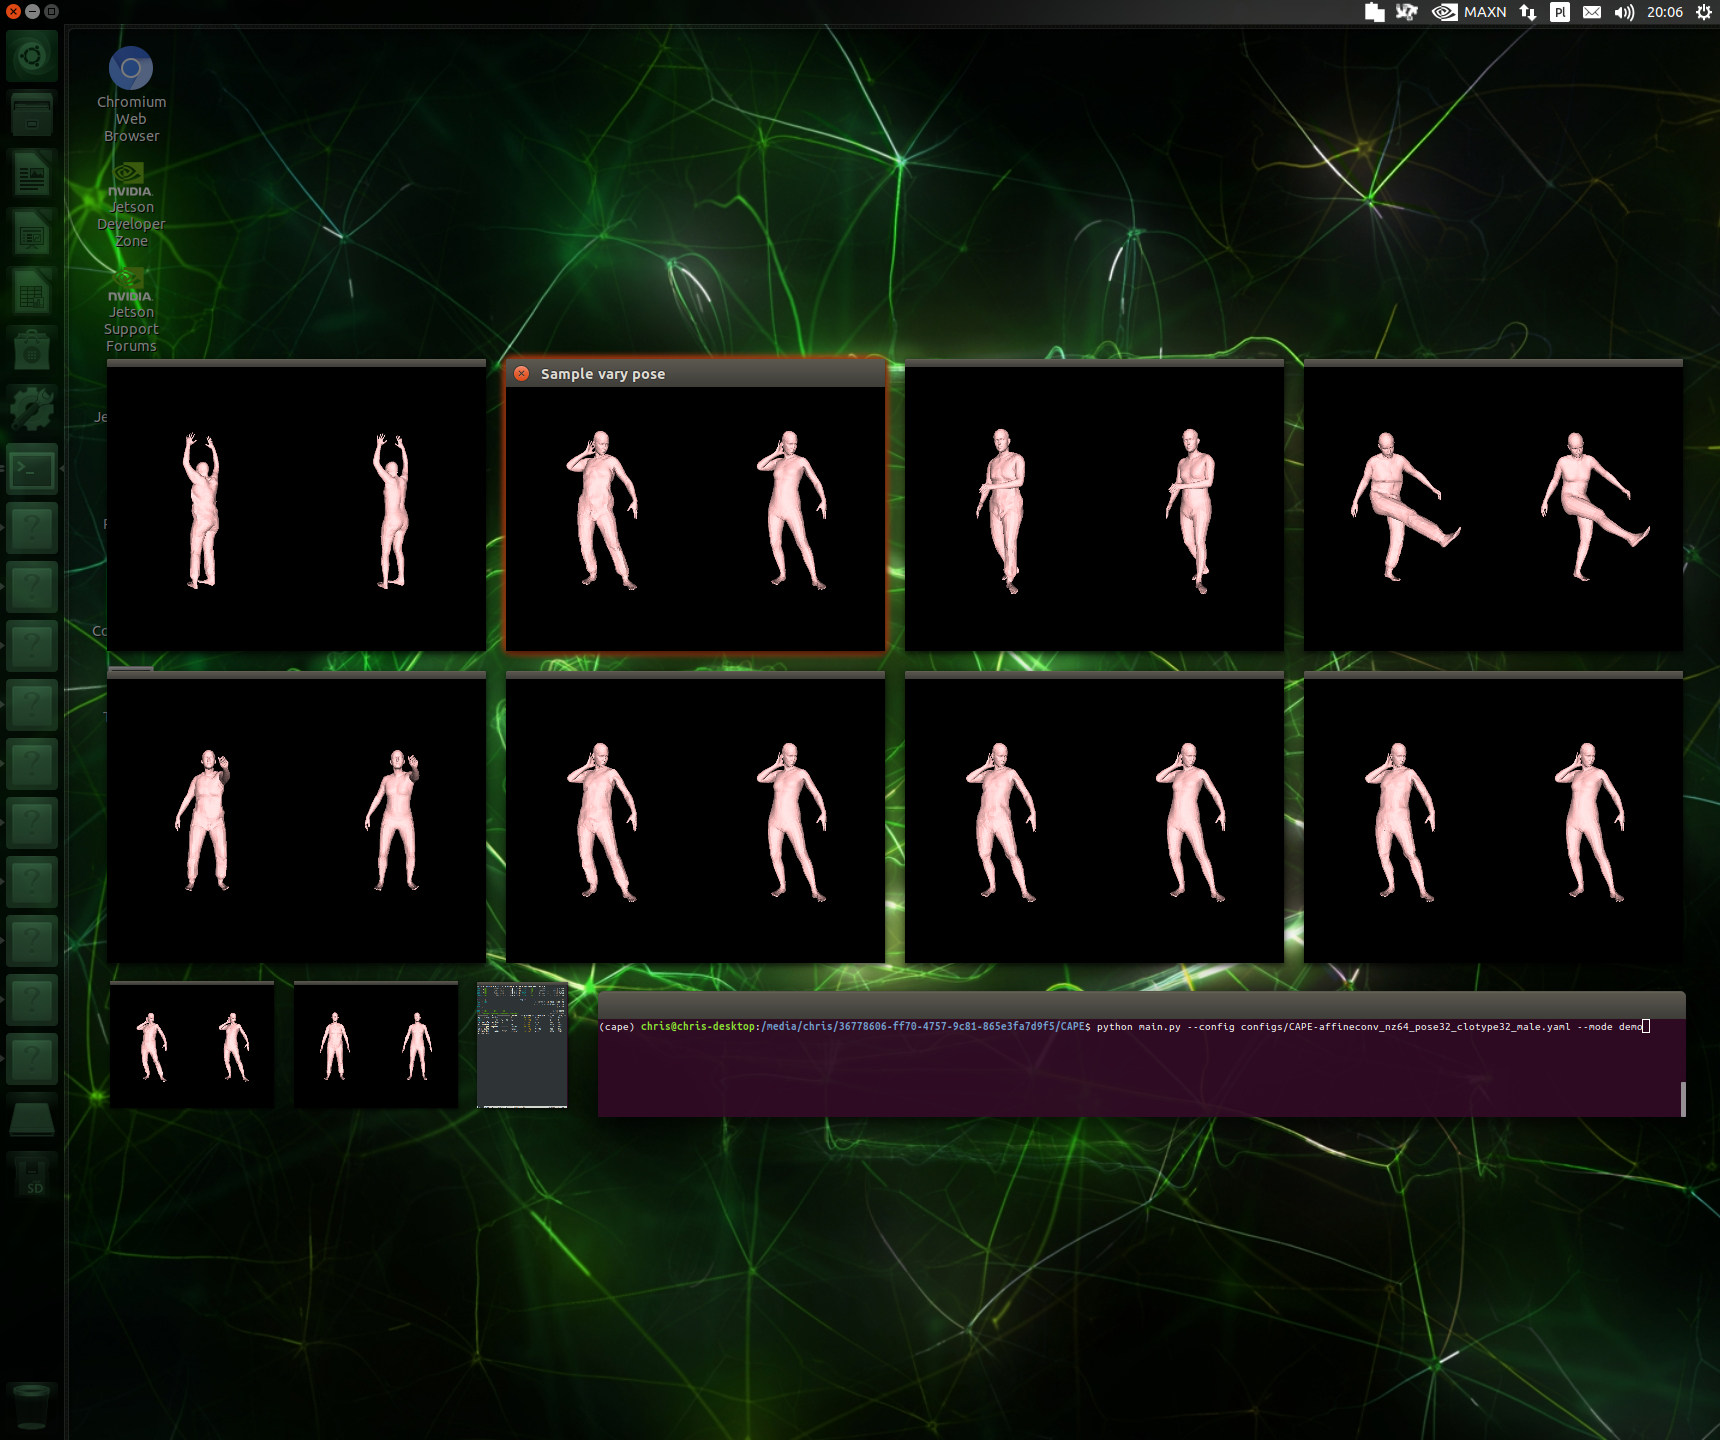 MAXN
Pl
20:06
Chromium
Web
Browser
NVIDIA.
Jetson
Developer
Zone
NVIDIA.
Jetson
Support
Forums
Sample vary pose
Je
Co
(cape) chris@chris-desktop:/media/chris/36778606-ff70-4757-9c81-865e3fa7d9f5/CAPE$ python main.py --config configs/CAPE-affineconv_nz64_pose32_clotype32_male.yaml --mode demo
SD